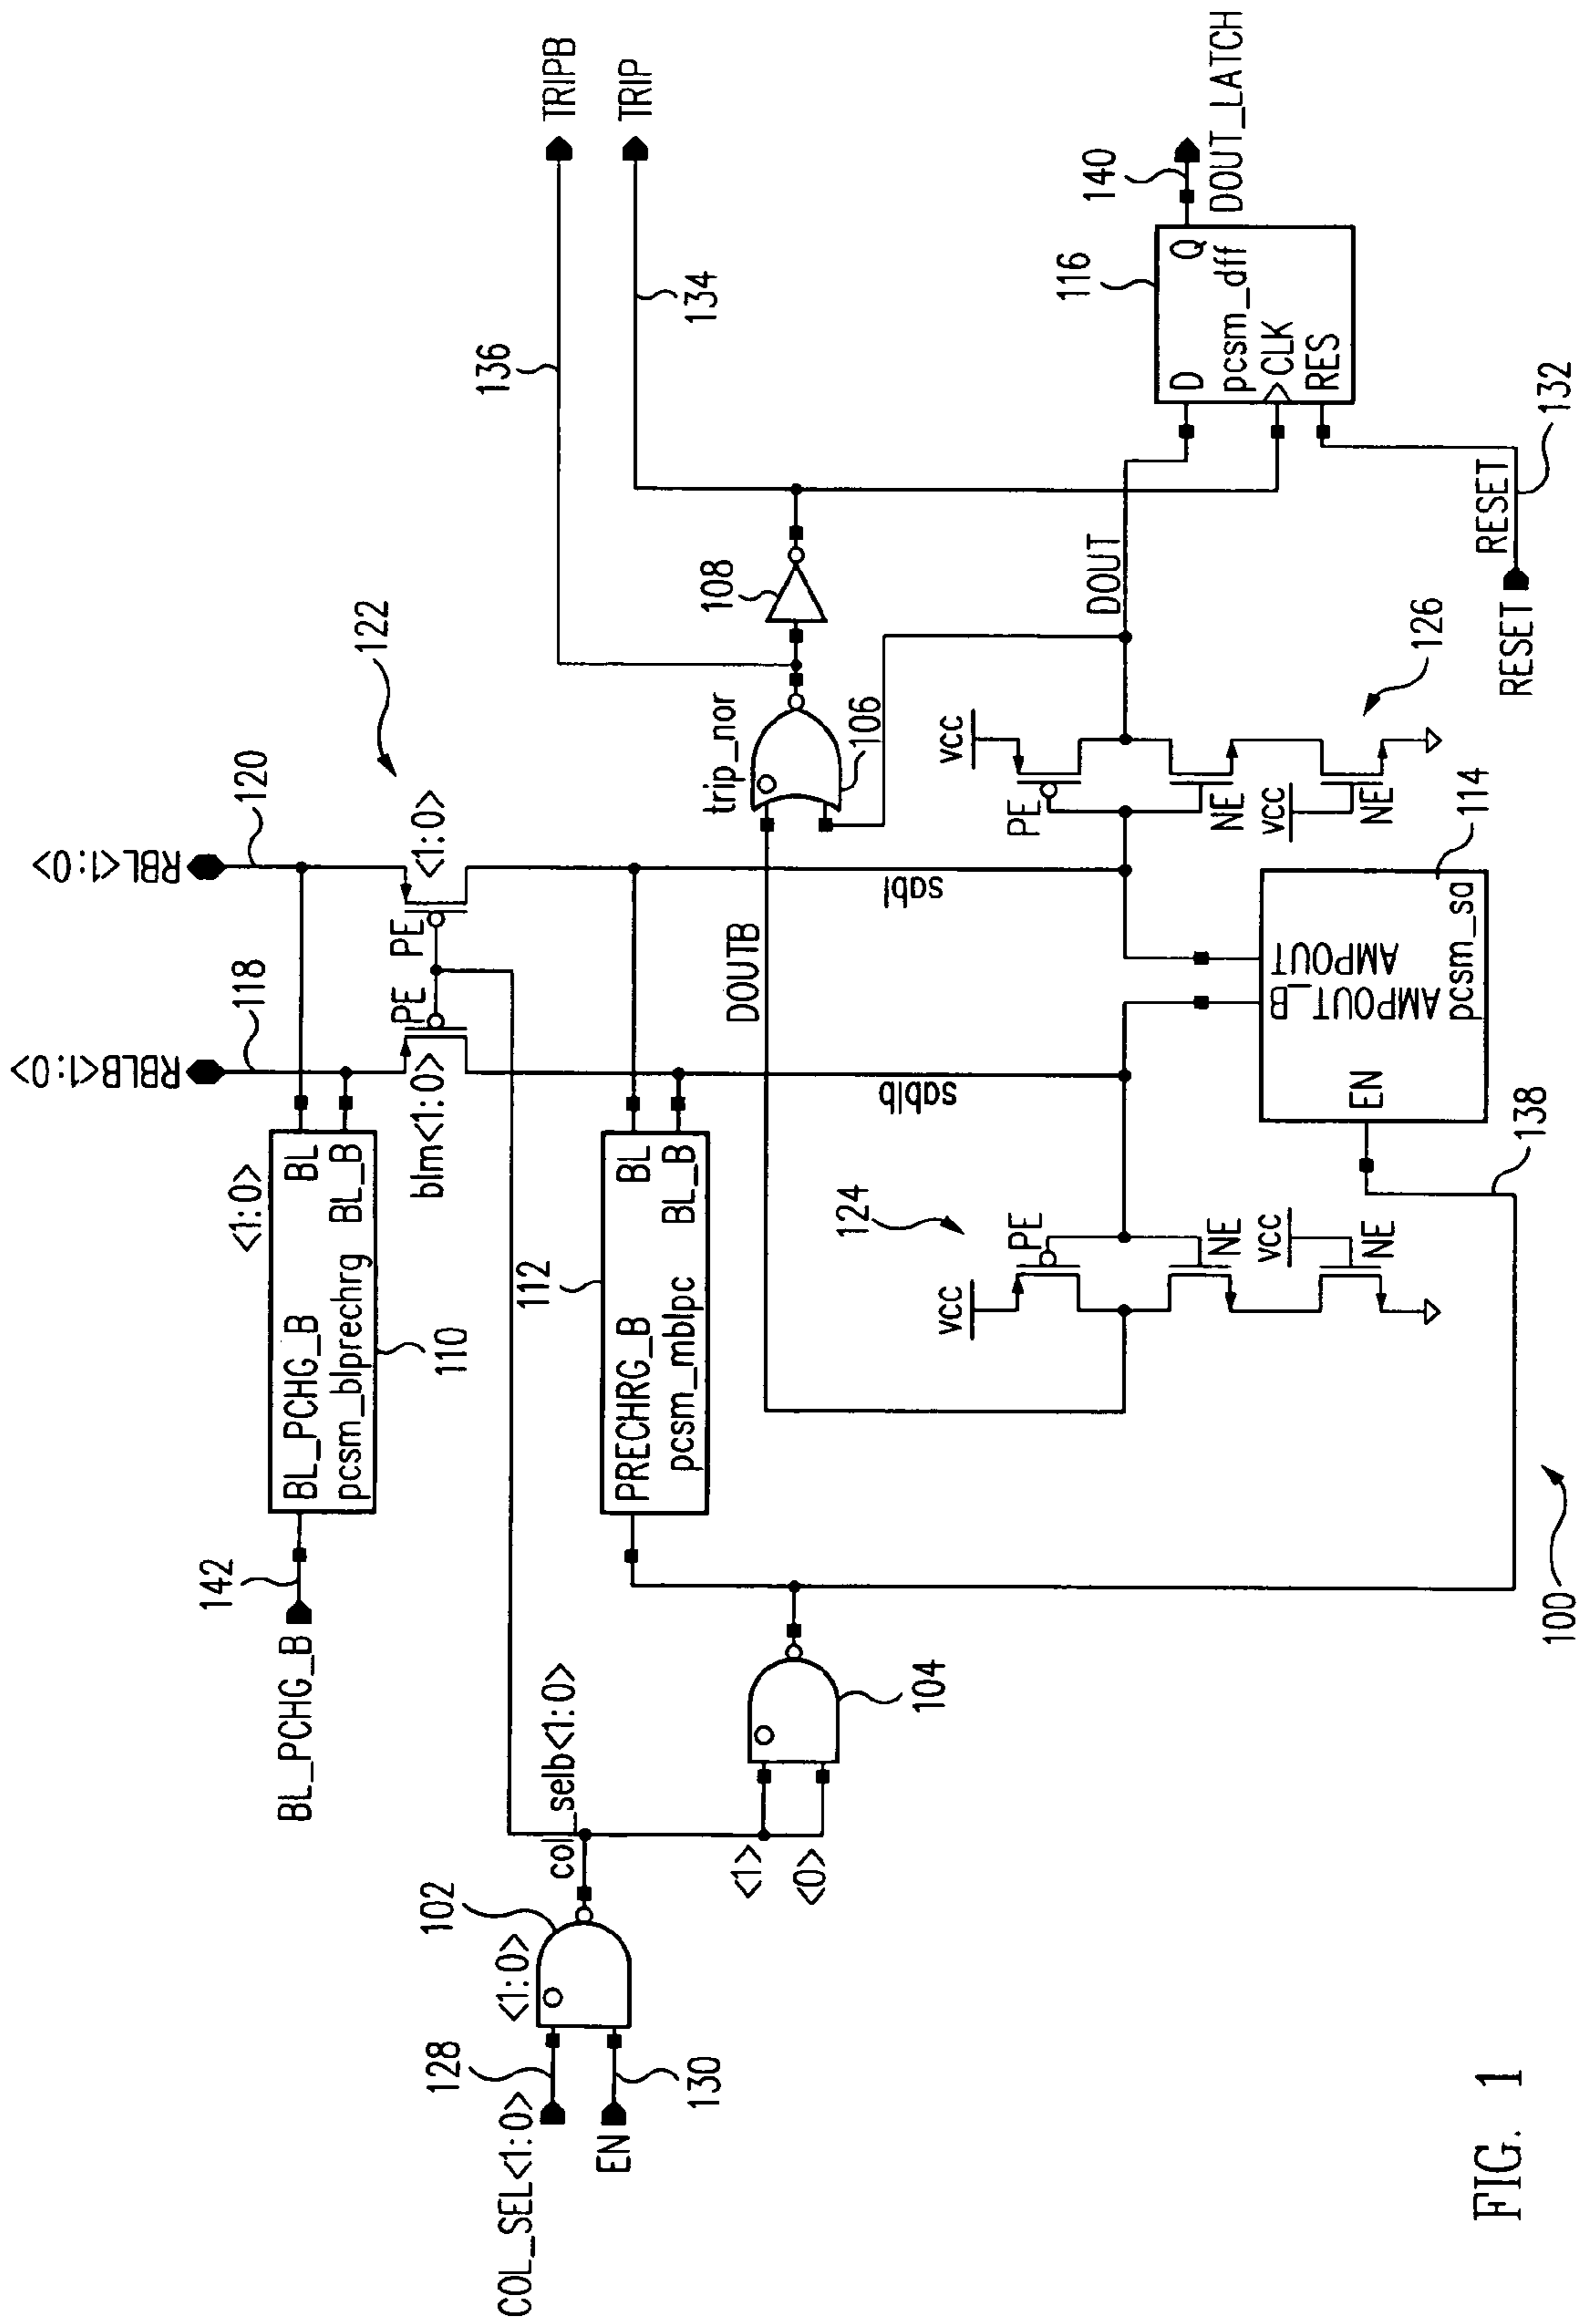 RBLB<1:0>
RBL<1:0>
118
120
142
BL_PCHG_B
<1:0>
BL_PCHG_B
BL
pcsm_blprechrg
BL_B
110
122
PE
PE
blm<1:0>
<1:0>
136
TRIPB
COL_SEL<1:0>
128
EN
130
<1:0>
102
col_selb<1:0>
<1>
<0>
104
112
PRECHRG_B
BL
pcsm_mblpc
BL_B
134
TRIP
DOUTB
trip_nor
106
108
sablb
sabl
124
vcc
PE
NE
vcc
NE
vcc
PE
NE
vcc
NE
126
DOUT
116
D
Q
pcsm_dff
CLK
RES
140
DOUT_LATCH
EN
AMPOUT_B
AMPOUT
pcsm_sa
114
138
RESET
RESET
132
100
FIG. 1